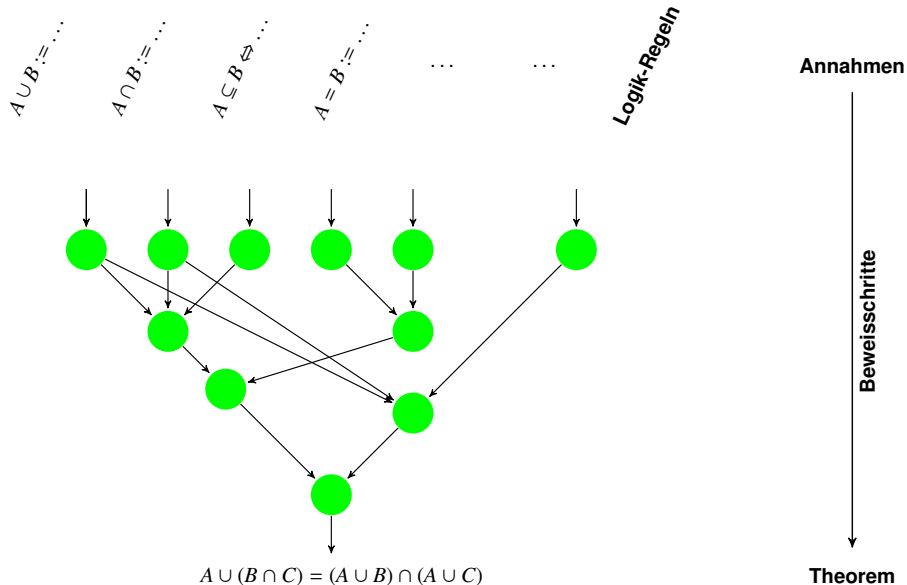 A ∪ B := …
A ∩ B := …
A ⊆ B ⇔ …
A = B := …
…
…
Logik-Regeln
Annahmen
Beweisschritte
A ∪ (B ∩ C) = (A ∪ B) ∩ (A ∪ C)
Theorem